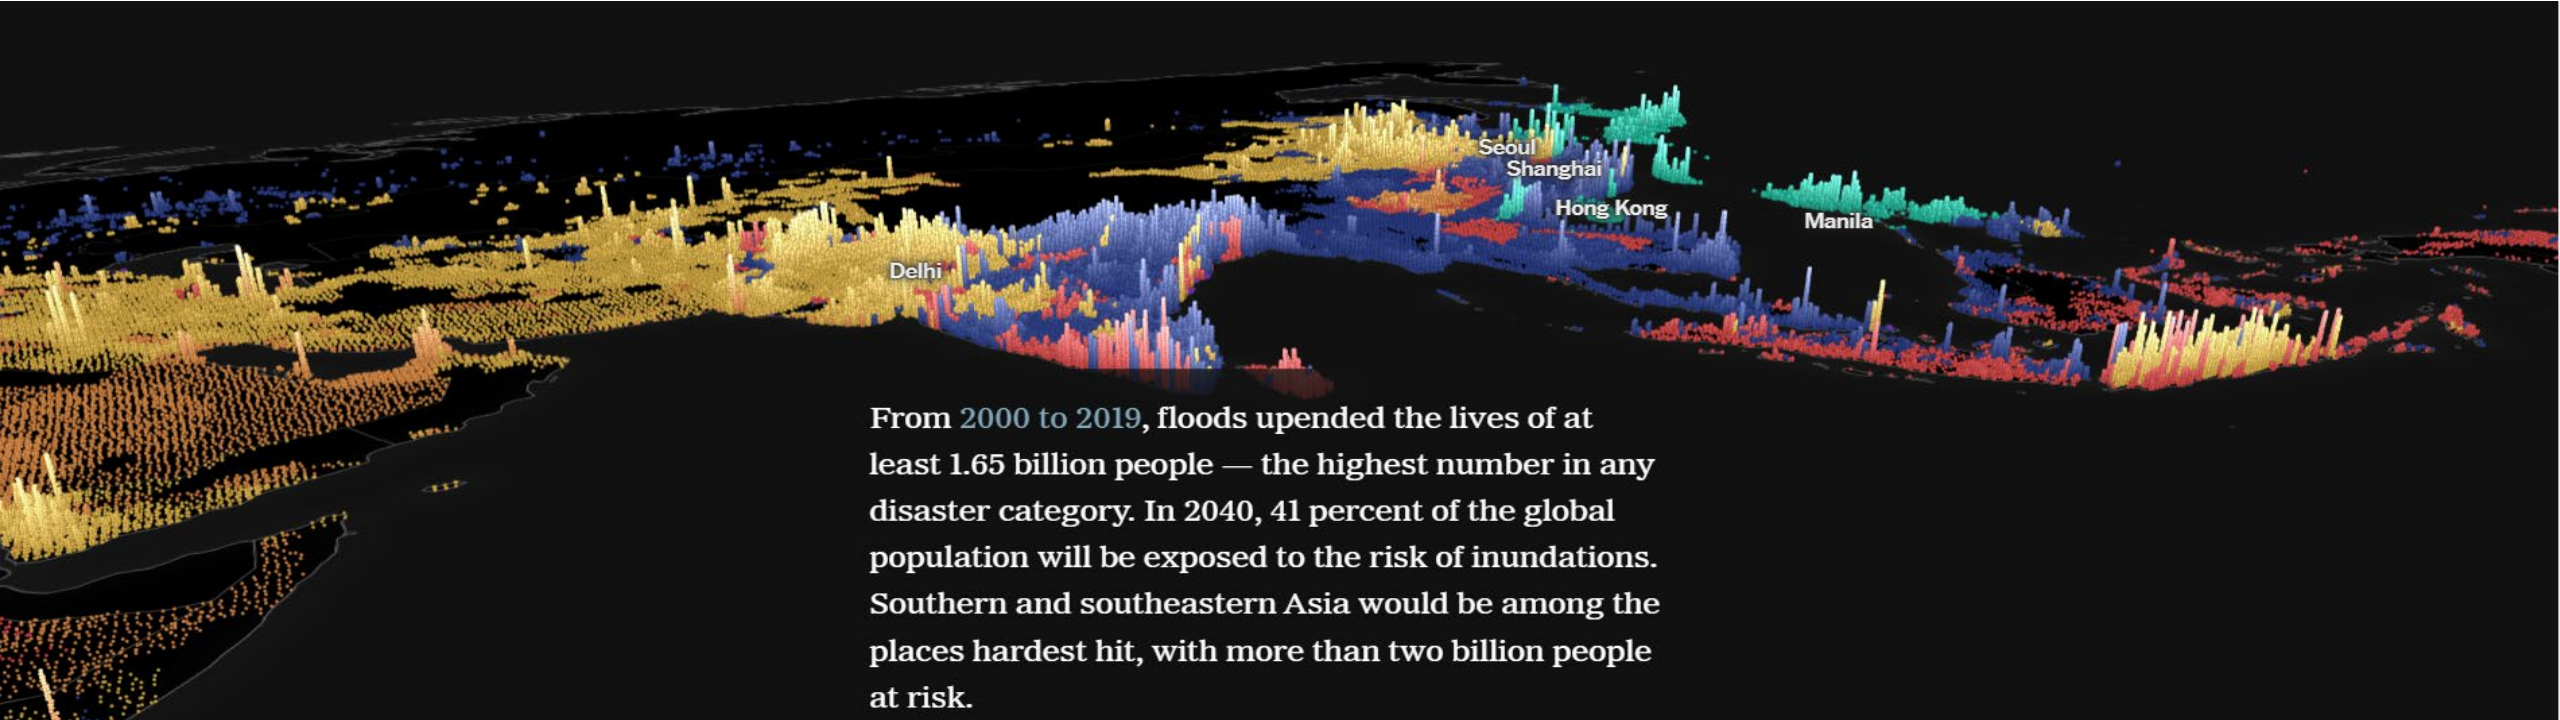 Seoul
Shanghai
Hong Kong
Manila
Delhi
From 2000 to 2019, floods upended the lives of at
least 1.65 billion people — the highest number in any
disaster category. In 2040, 41 percent of the global
population will be exposed to the risk of inundations.
Southern and southeastern Asia would be among the
places hardest hit, with more than two billion people
at risk.